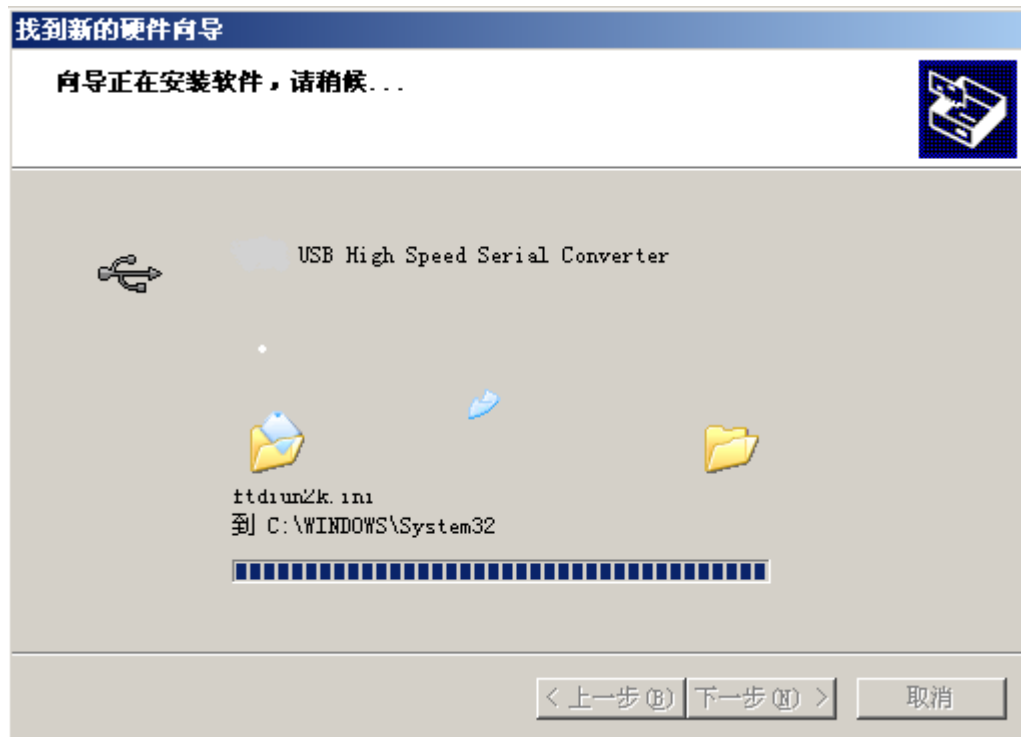 找到新的硬件向导
向导正在安装软件，请稍候...
USB High Speed Serial Converter
ftdiun2k.ini
到 C:\WINDOWS\System32
< 上一步(B)
下一步(N) >
取消